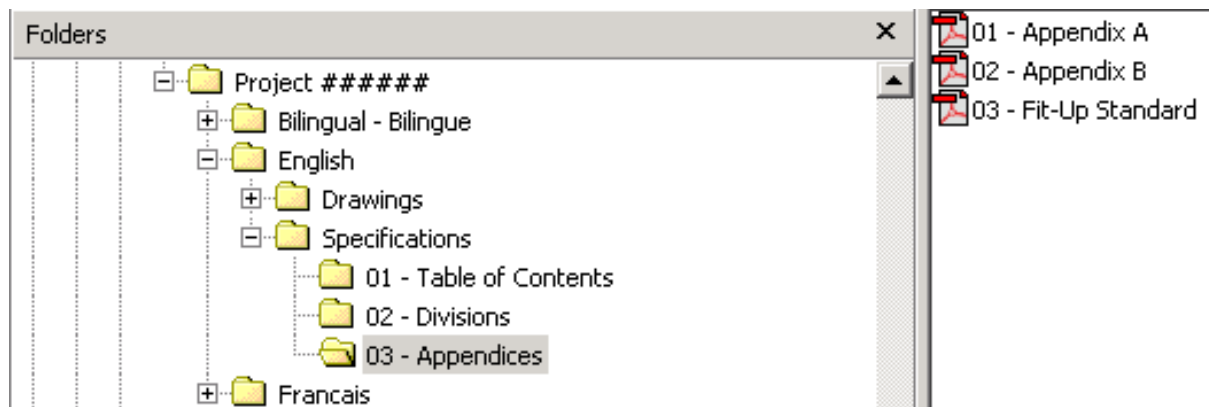 Folders
Project ######
Bilingual - Bilingue
English
Drawings
Specifications
01 - Table of Contents
02 - Divisions
03 - Appendices
Francais
01 - Appendix A
02 - Appendix B
03 - Fit-Up Standard